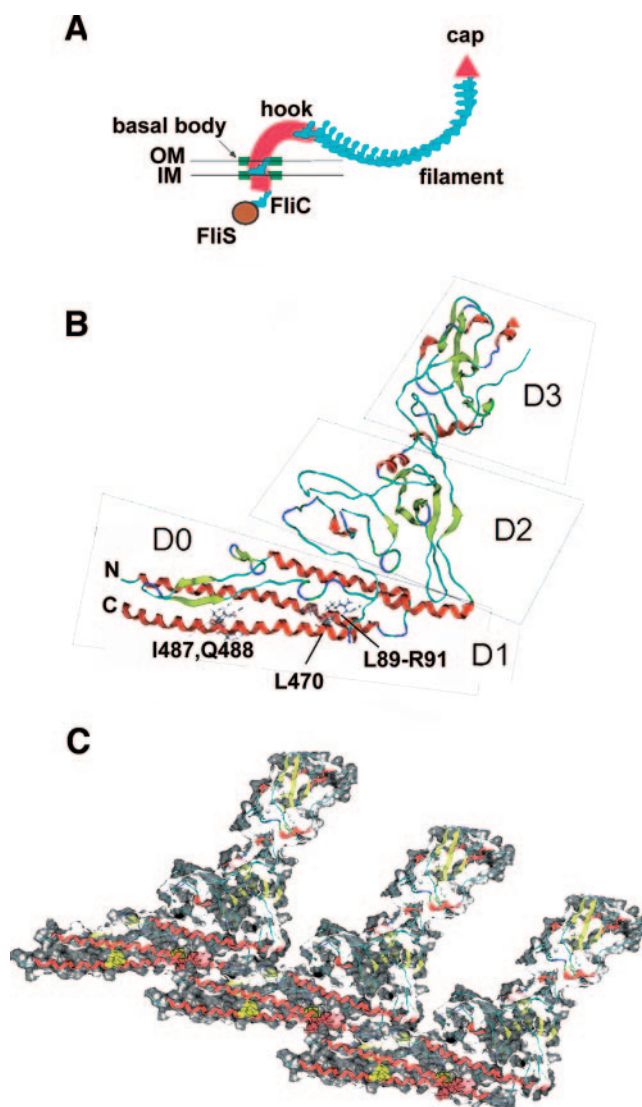 A
cap
hook
basal body
OM
IM
filament
FliC
FliS
B
D3
D2
D0
N
C
D1
I487,Q488
L89-R91
L470
C